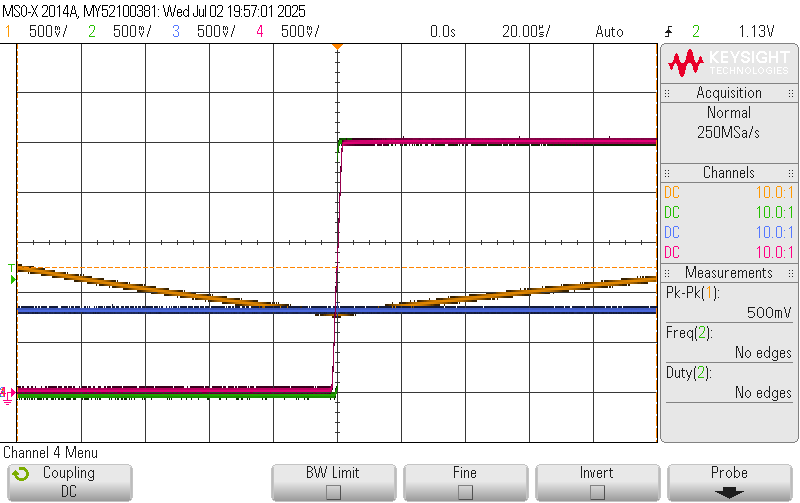 MSO-X 2014A, MY52100381: Wed Jul 02 19:57:01 2025
1 500mV/ 2 500mV/ 3 500mV/ 4 500mV/ 0.0s 20.00us/ Auto 2 1.13V
KEYSIGHT
TECHNOLOGIES
Acquisition
Normal
250MSa/s
Channels
DC 10.0:1
DC 10.0:1
DC 10.0:1
DC 10.0:1
Measurements
Pk-Pk(1):
500mV
Freq(2):
No edges
Duty(2):
No edges
T
Channel 4 Menu
Coupling
DC
BW Limit
Fine
Invert
Probe